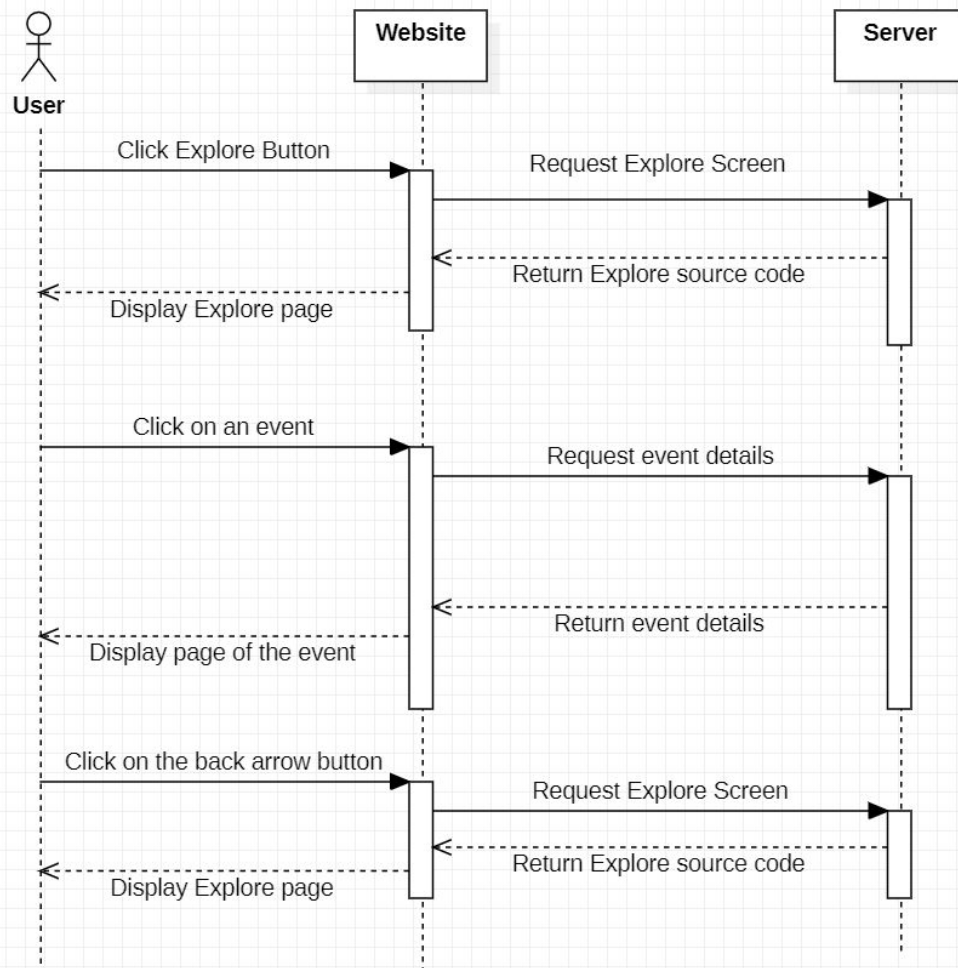 Website
Server
User
Click Explore Button
Request Explore Screen
Return Explore source code
Display Explore page
Click on an event
Request event details
Return event details
Display page of the event
Click on the back arrow button
Request Explore Screen
Return Explore source code
Display Explore page